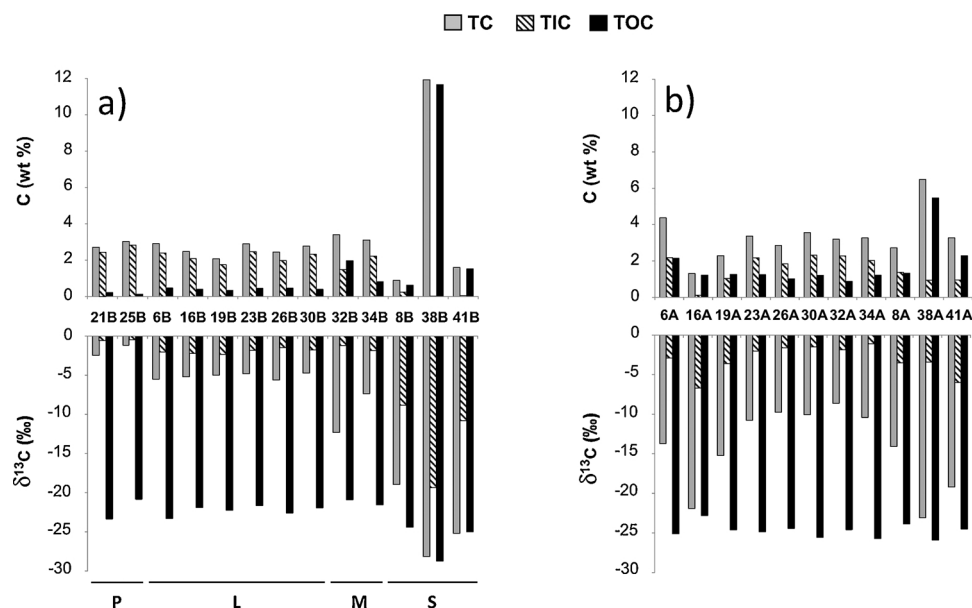 TC TIC TOC
a)
C (wt %)
12
10
8
6
4
2
0
21B 25B 6B 16B 19B 23B 26B 30B 32B 34B 8B 38B 41B
δ13C (‰)
0
-5
-10
-15
-20
-25
-30
P L M S
b)
C (wt %)
12
10
8
6
4
2
0
6A 16A 19A 23A 26A 30A 32A 34A 8A 38A 41A
δ13C (‰)
0
-5
-10
-15
-20
-25
-30